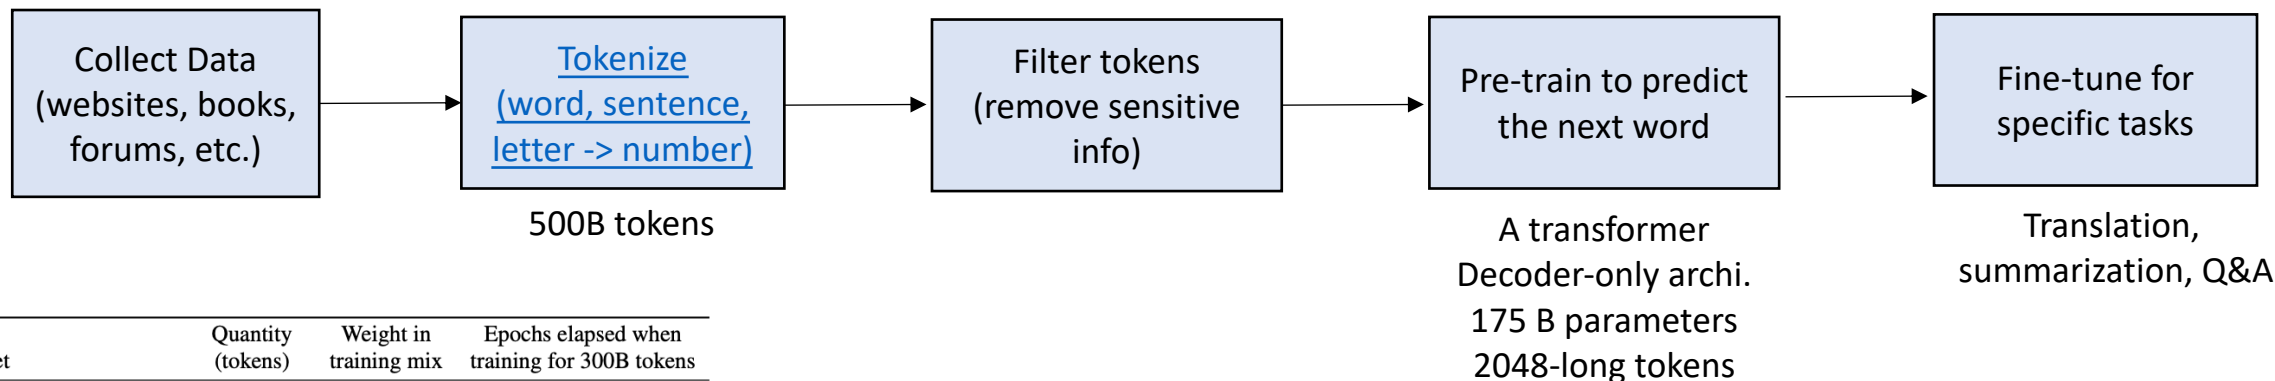 Collect Data
(websites, books,
forums, etc.)
Tokenize
(word, sentence,
letter -> number)
500B tokens
Filter tokens
(remove sensitive
info)
Pre-train to predict
the next word
A transformer
Decoder-only archi.
175 B parameters
2048-long tokens
Fine-tune for
specific tasks
Translation,
summarization, Q&A
Quantity Weight in Epochs elapsed when
(tokens) training mix training for 300B tokens